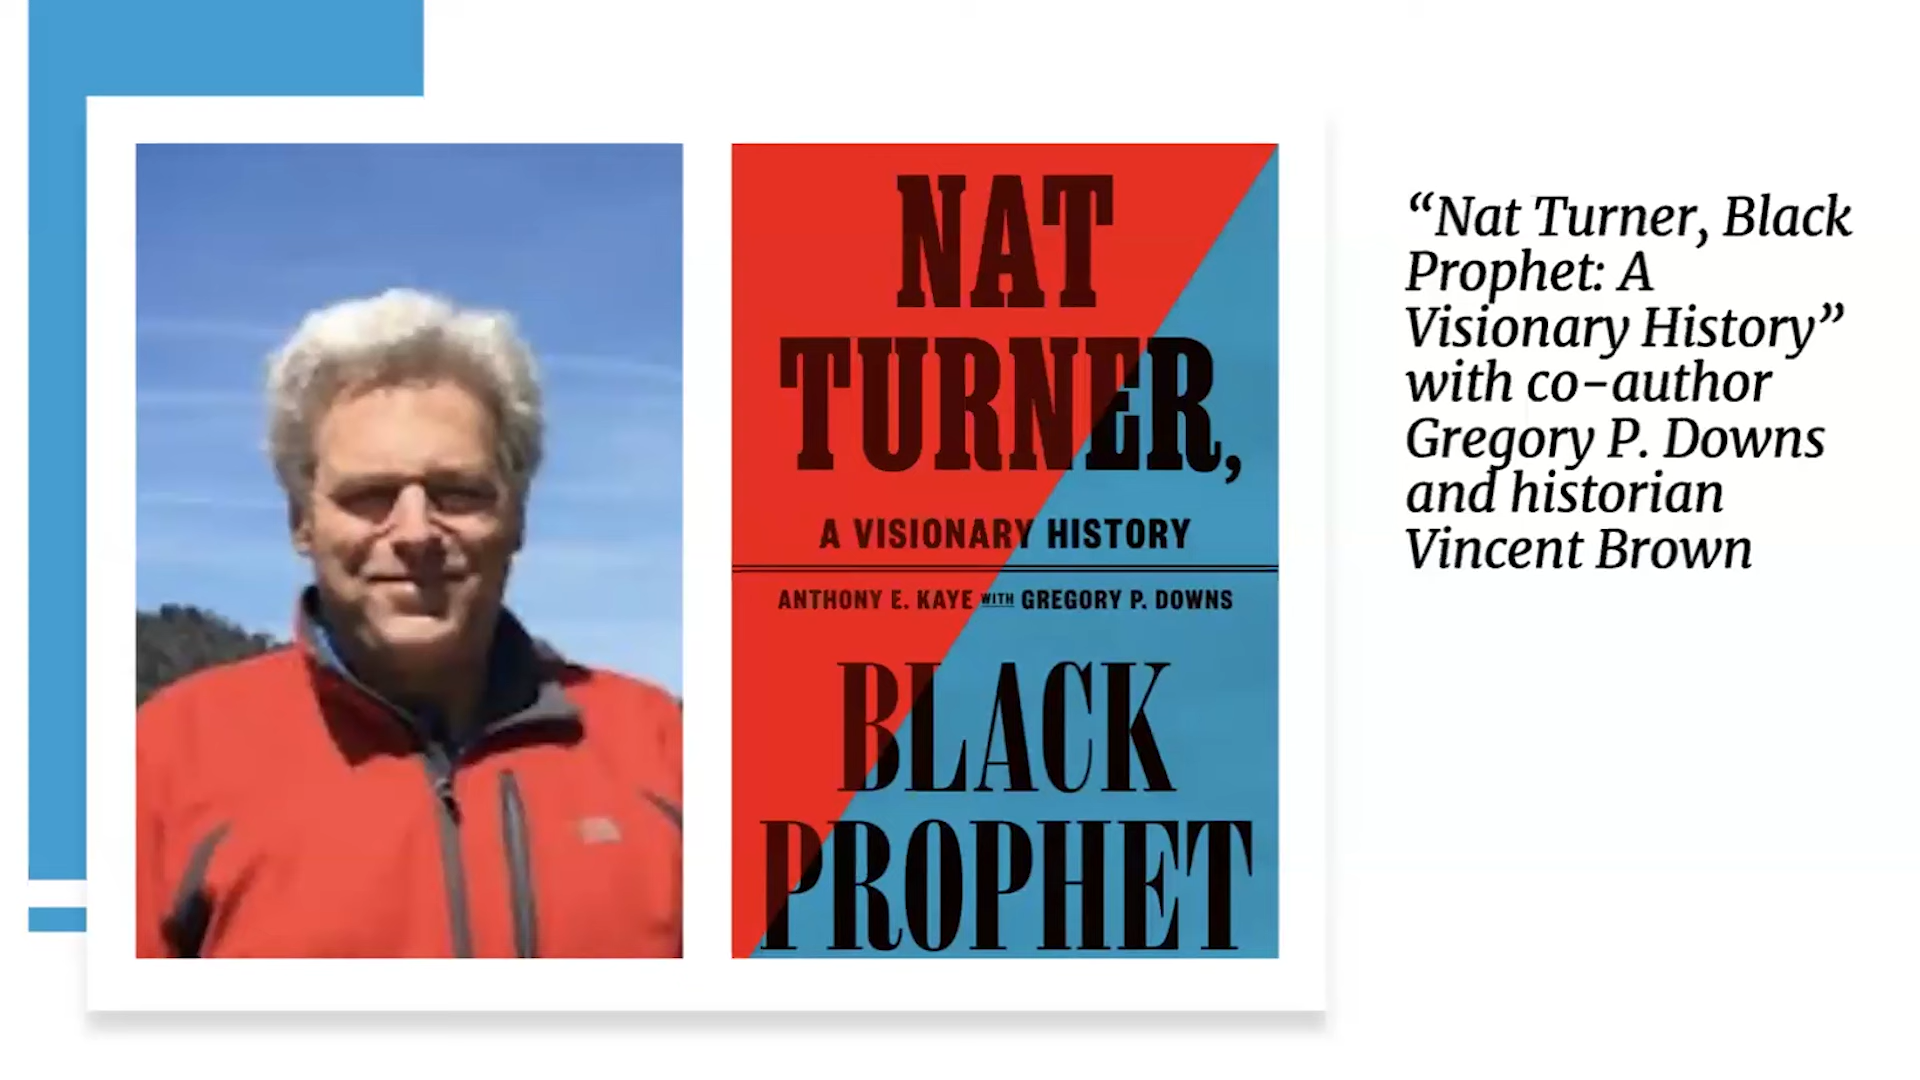 NAT
TURNER,
A VISIONARY HISTORY
ANTHONY E. KAYE WITH GREGORY P. DOWNS
BLACK
PROPHET
“Nat Turner, Black
Prophet: A
Visionary History”
with co-author
Gregory P. Downs
and historian
Vincent Brown